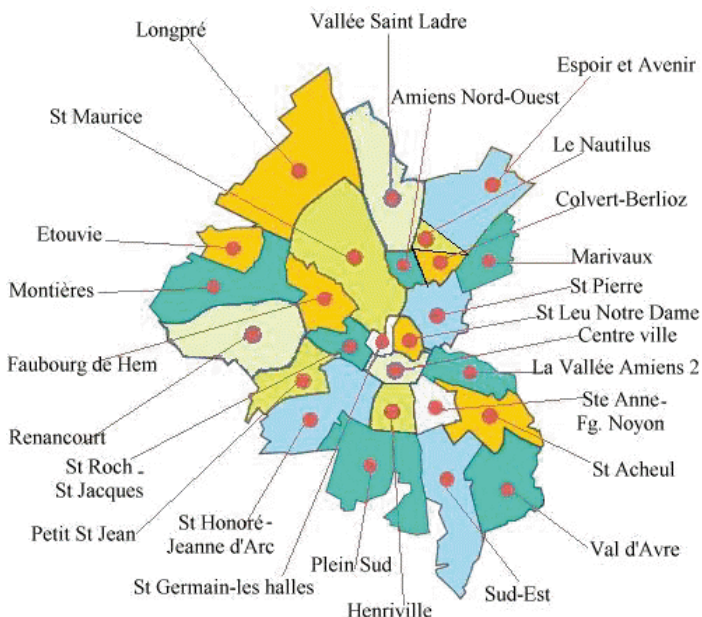 Vallée Saint Ladre
Longpré
Espoir et Avenir
Amiens Nord-Ouest
St Maurice
Le Nautilus
Colvert-Berlioz
Etouvie
Marivaux
Montières
St Pierre
St Leu Notre Dame
Centre ville
Faubourg de Hem
La Vallée Amiens 2
Ste Anne-
Fg. Noyon
Renancourt
St Roch -
St Jacques
St Acheul
Petit St Jean
St Honoré-
Jeanne d'Arc
Val d'Avre
Plein Sud
St Germain-les halles
Sud-Est
Henriville